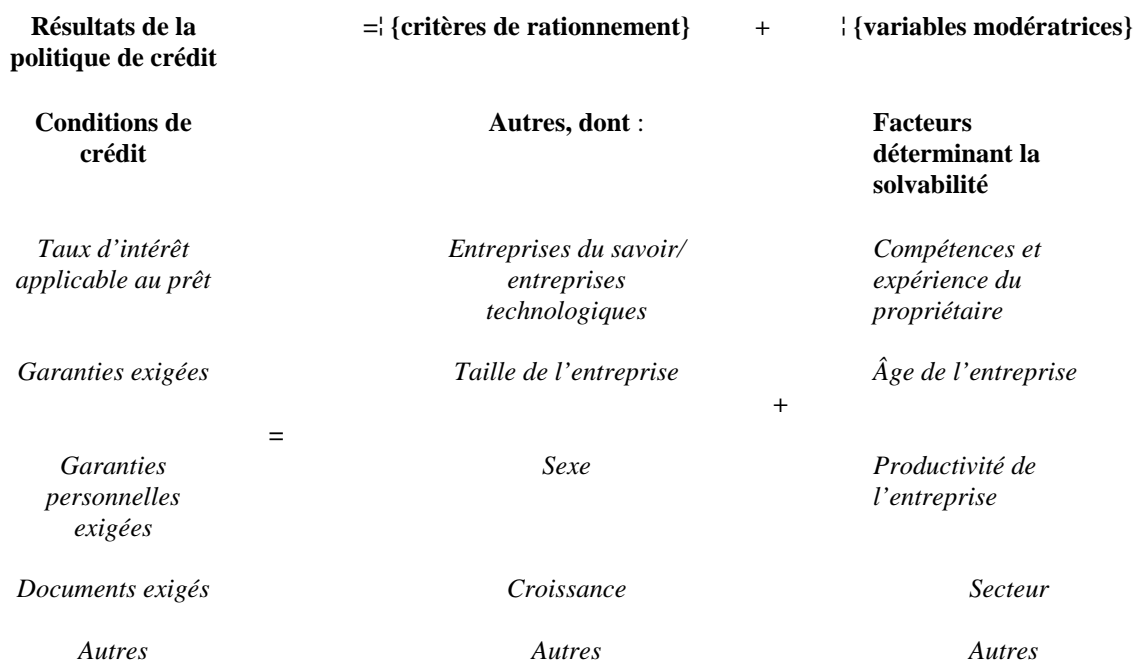 Résultats de la =¦ {critères de rationnement} + ¦ {variables modératrices}
politique de crédit
Conditions de Autres, dont : Facteurs
crédit déterminant la
solvabilité
Taux d'intérêt Entreprises du savoir/ Compétences et
applicable au prêt entreprises expérience du
technologiques propriétaire
Garanties exigées Taille de l'entreprise Âge de l'entreprise
+
=
Garanties Sexe Productivité de
personnelles l'entreprise
exigées
Documents exigés Croissance Secteur
Autres Autres Autres